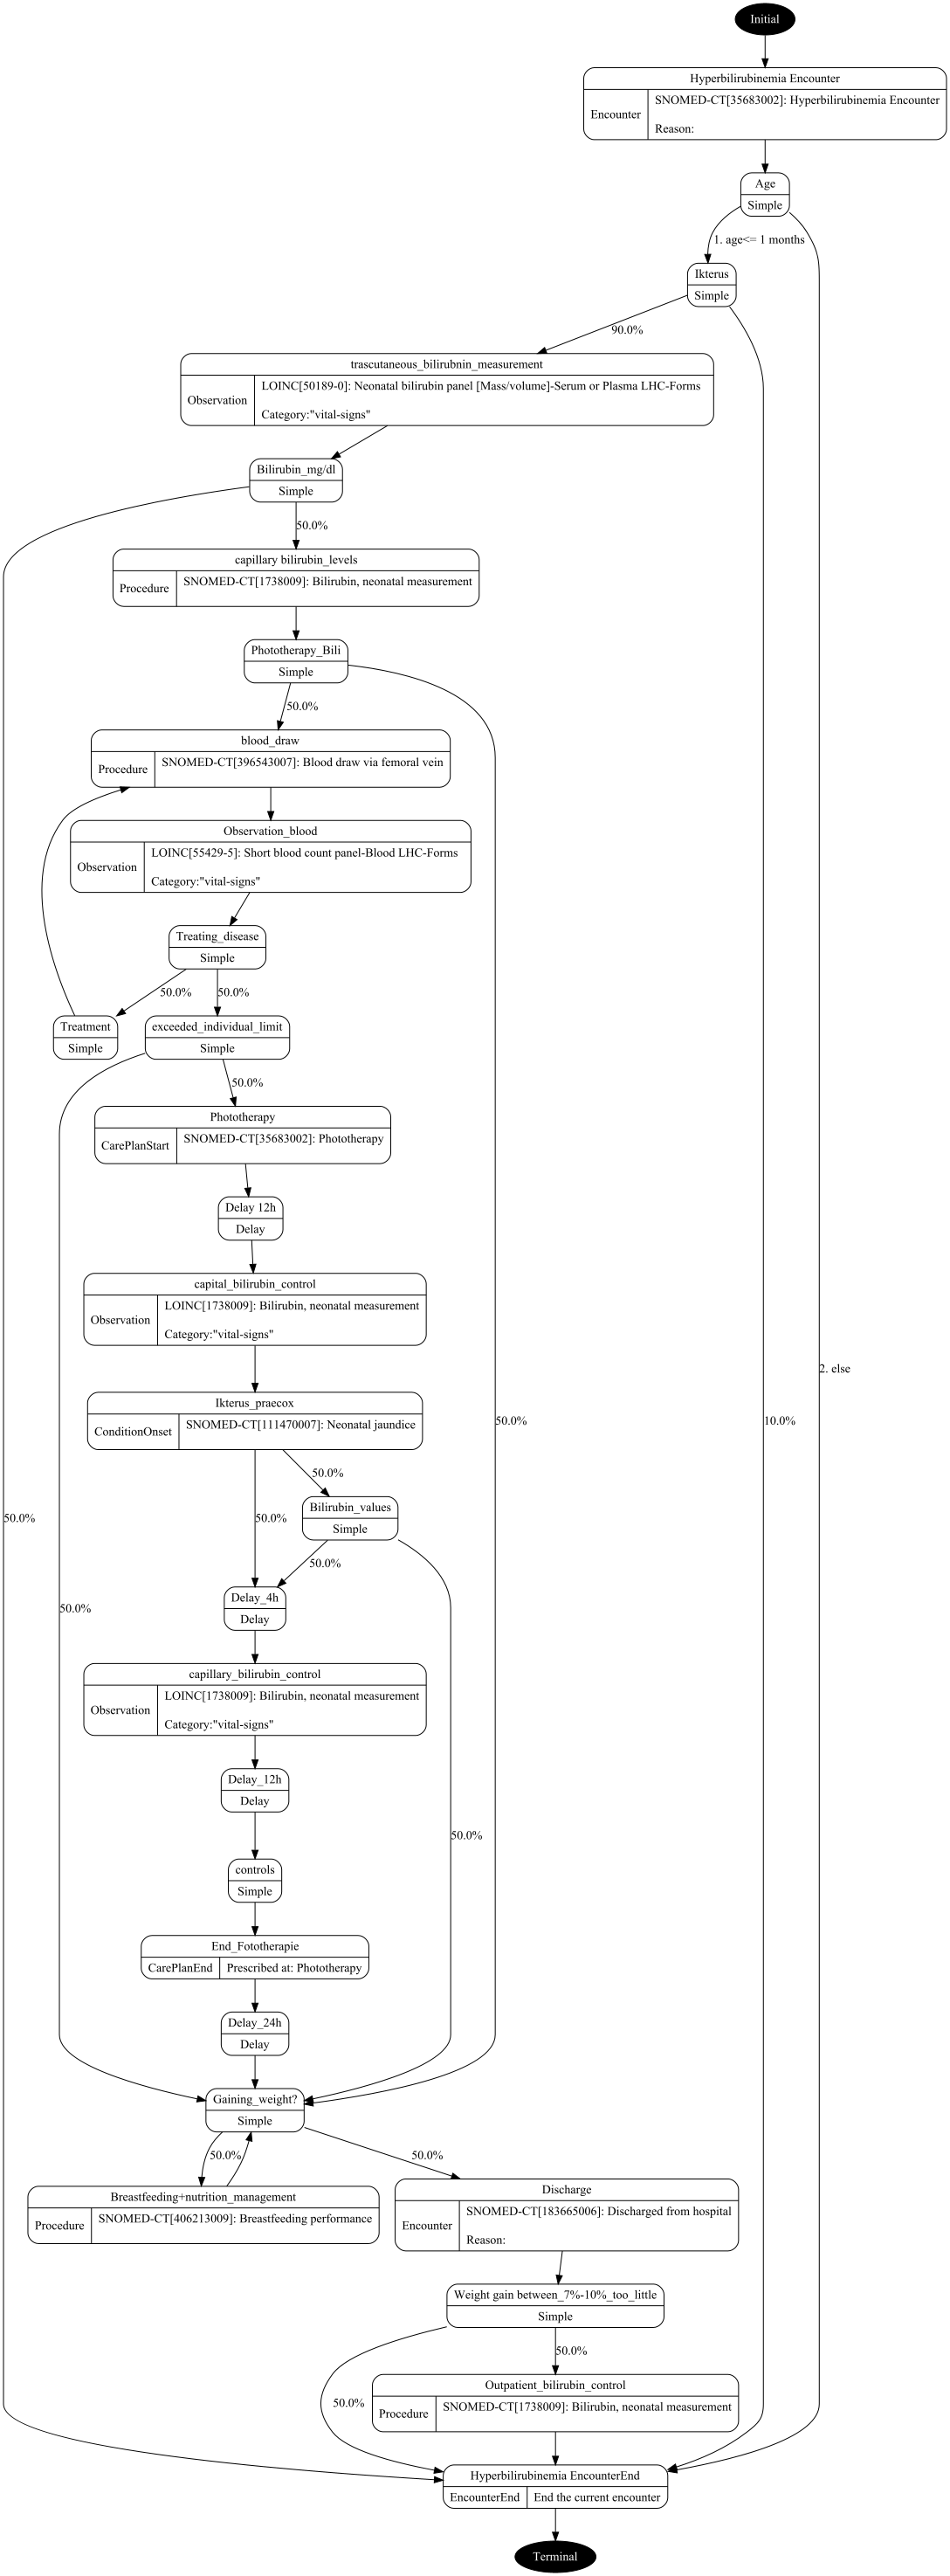 Initial
Hyperbilirubinemia Encounter
Encounter
SNOMED-CT[35683002]: Hyperbilirubinemia Encounter
Reason:
Age
Simple
1. age<= 1 months
Ikterus
Simple
90.0%
trascutaneous_bilirubnin_measurement
Observation
LOINC[50189-0]: Neonatal bilirubin panel [Mass/volume]-Serum or Plasma LHC-Forms
Category:"vital-signs"
Bilirubin_mg/dl
Simple
50.0%
capillary bilirubin_levels
Procedure
SNOMED-CT[1738009]: Bilirubin, neonatal measurement
Phototherapy_Bili
Simple
50.0%
blood_draw
Procedure
SNOMED-CT[396543007]: Blood draw via femoral vein
Observation_blood
Observation
LOINC[55429-5]: Short blood count panel-Blood LHC-Forms
Category:"vital-signs"
Treating_disease
Simple
50.0%
50.0%
Treatment
Simple
exceeded_individual_limit
Simple
50.0%
Phototherapy
CarePlanStart
SNOMED-CT[35683002]: Phototherapy
Delay 12h
Delay
capital_bilirubin_control
Observation
LOINC[1738009]: Bilirubin, neonatal measurement
Category:"vital-signs"
2. else
Ikterus_praecox
ConditionOnset
SNOMED-CT[111470007]: Neonatal jaundice
50.0%
10.0%
50.0%
Bilirubin_values
Simple
50.0%
50.0%
50.0%
Delay_4h
Delay
50.0%
capillary_bilirubin_control
Observation
LOINC[1738009]: Bilirubin, neonatal measurement
Category:"vital-signs"
Delay_12h
Delay
50.0%
controls
Simple
End_Fototherapie
CarePlanEnd
Prescribed at: Phototherapy
Delay_24h
Delay
Gaining_weight?
Simple
50.0%
50.0%
Breastfeeding+nutrition_management
Procedure
SNOMED-CT[406213009]: Breastfeeding performance
Discharge
Encounter
SNOMED-CT[183665006]: Discharged from hospital
Reason:
Weight gain between_7%-10%_too_little
Simple
50.0%
50.0%
Outpatient_bilirubin_control
Procedure
SNOMED-CT[1738009]: Bilirubin, neonatal measurement
Hyperbilirubinemia EncounterEnd
EncounterEnd
End the current encounter
Terminal